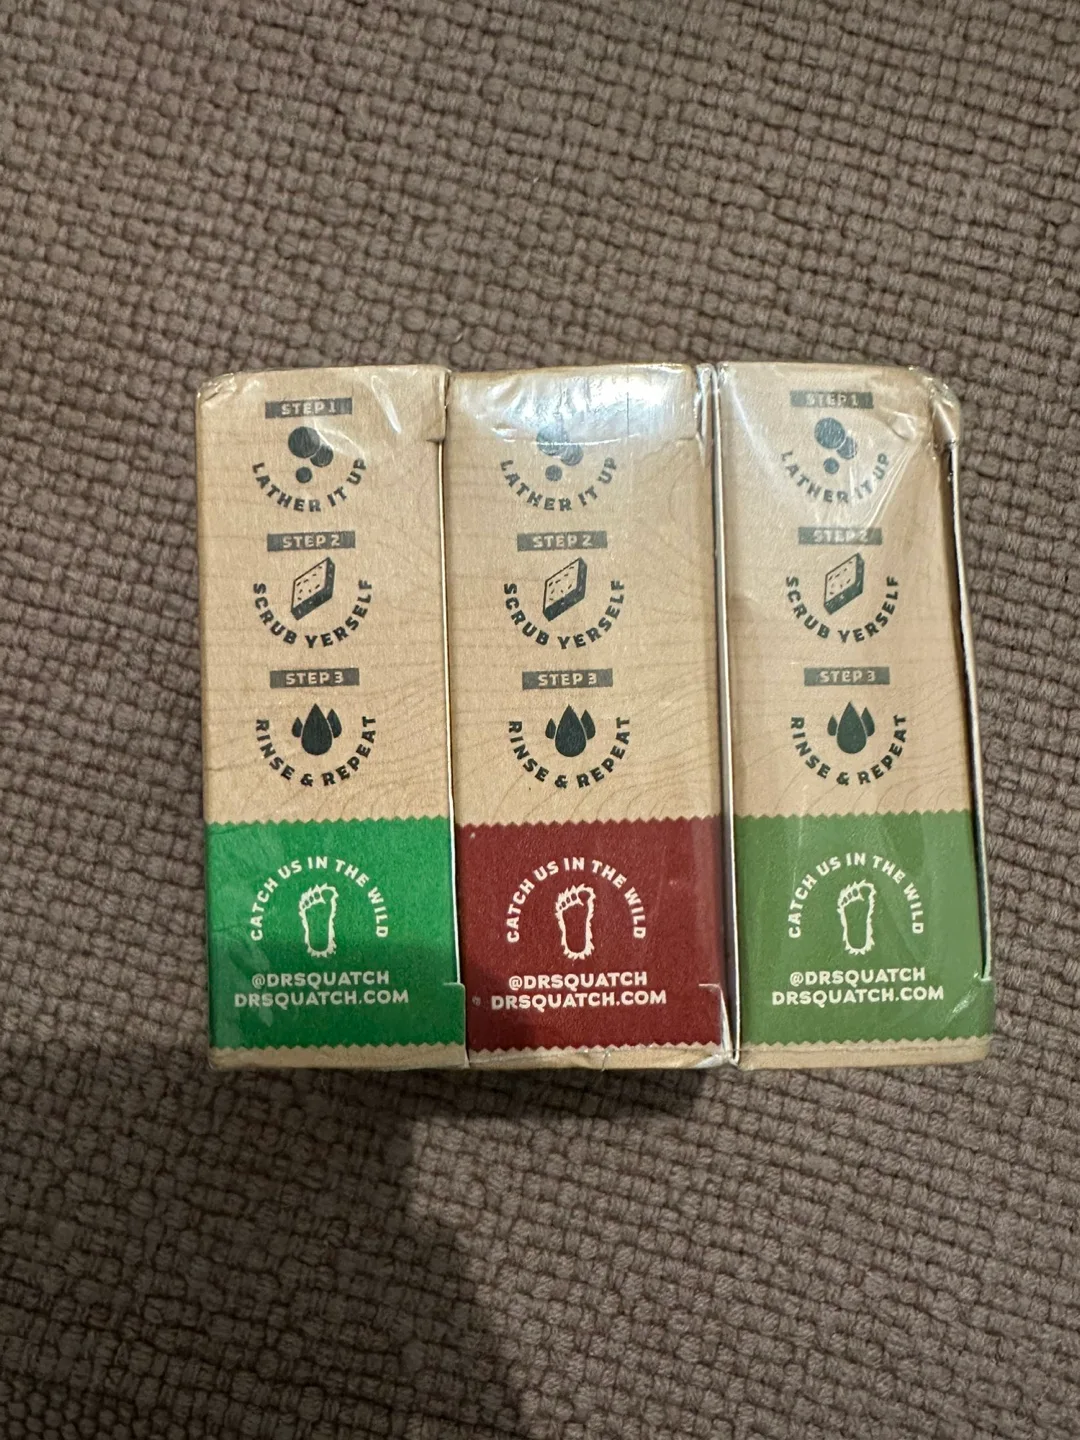 STEP 1
LATHER IT UP
STEP 2
SCRUB YERSELF
STEP 3
RINSE & REPEAT
CATCH US IN THE WILD
@DRSQUATCH
DRSQUATCH.COM
LATHER IT UP
STEP 2
SCRUB YERSELF
STEP 3
RINSE & REPEAT
CATCH US IN THE WILD
@DRSQUATCH
DRSQUATCH.COM
STEP 1
LATHER IT UP
STEP 2
SCRUB YERSELF
STEP 3
RINSE & REPEAT
CATCH US IN THE WILD
@DRSQUATCH
DRSQUATCH.COM